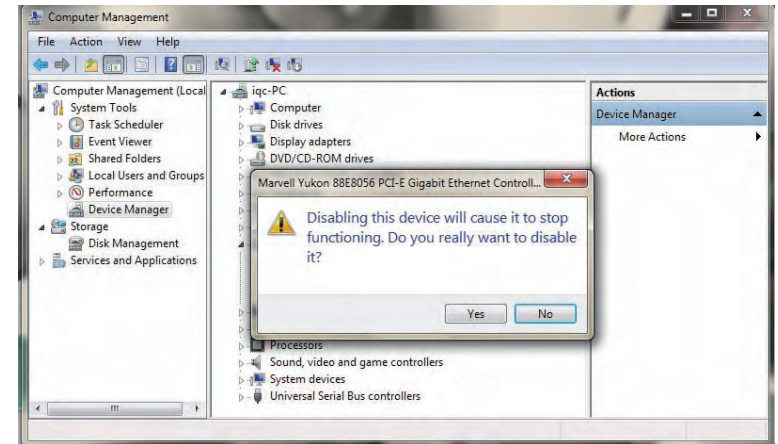 Computer Management
File Action View Help
Computer Management (Local
System Tools
Task Scheduler
Event Viewer
Shared Folders
Local Users and Groups
Performance
Device Manager
Storage
Disk Management
Services and Applications
iqc-PC
Computer
Disk drives
Display adapters
DVD/CD-ROM drives
Marvell Yukon 88E8056 PCI-E Gigabit Ethernet Controll...
Disabling this device will cause it to stop
functioning. Do you really want to disable
it?
Yes No
Processors
Sound, video and game controllers
System devices
Universal Serial Bus controllers
Actions
Device Manager
More Actions